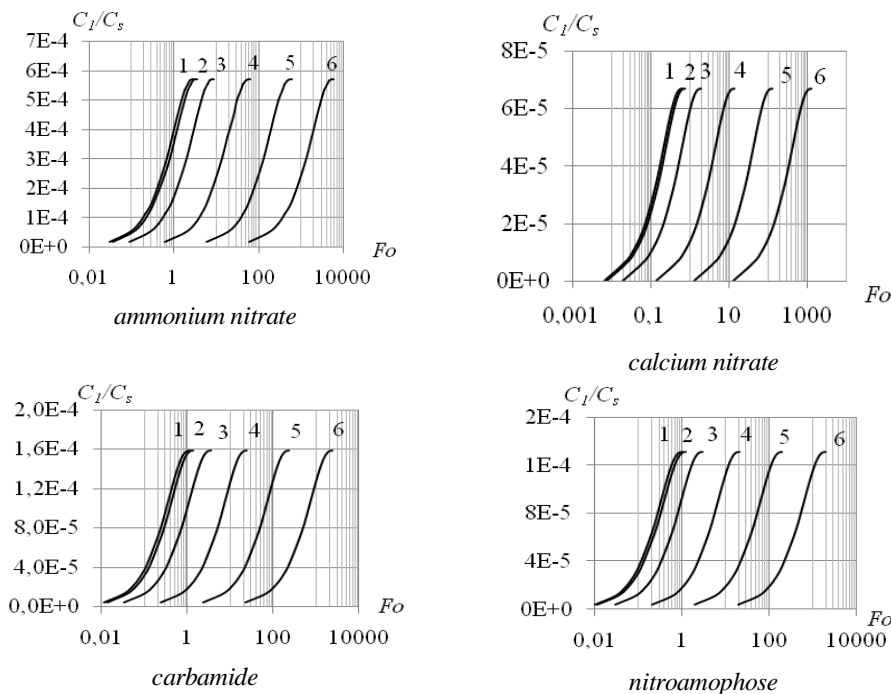 C₁/Cₛ
7E-4
6E-4
5E-4
4E-4
3E-4
2E-4
1E-4
0E+0
1 2 3 4 5 6
Fo
0,01 1 100 10000
ammonium nitrate
C₁/Cₛ
8E-5
6E-5
4E-5
2E-5
0E+0
1 2 3 4 5 6
Fo
0,001 0,1 10 1000
calcium nitrate
C₁/Cₛ
2,0E-4
1,6E-4
1,2E-4
8,0E-5
4,0E-5
0,0E+0
1 2 3 4 5 6
Fo
0,01 1 100 10000
carbamide
C₁/Cₛ
2E-4
1E-4
8E-5
4E-5
0E+0
1 2 3 4 5 6
Fo
0,01 1 100 10000
nitroamophose